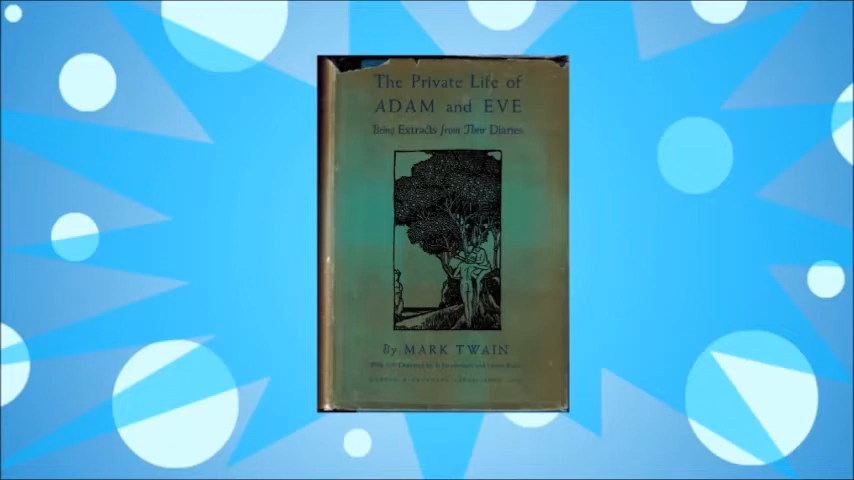 The Private Life of
ADAM and EVE
Being Extracts from Their Diaries
By MARK TWAIN